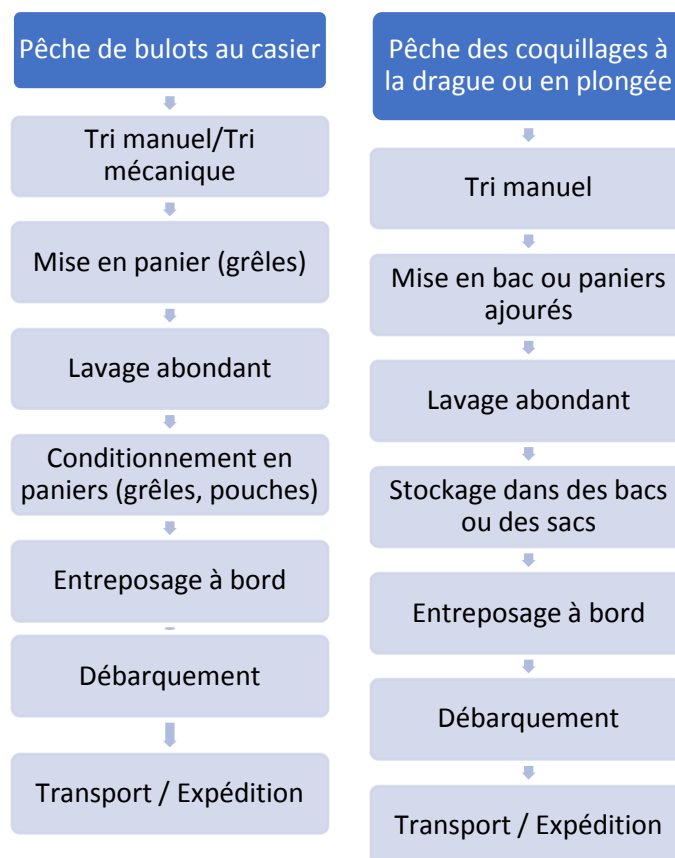 Pêche de bulots au casier
Tri manuel/Tri
mécanique
Mise en panier (grêles)
Lavage abondant
Conditionnement en
paniers (grêles, pouches)
Entreposage à bord
Débarquement
Transport / Expédition
Pêche des coquillages à
la drague ou en plongée
Tri manuel
Mise en bac ou paniers
ajourés
Lavage abondant
Stockage dans des bacs
ou des sacs
Entreposage à bord
Débarquement
Transport / Expédition